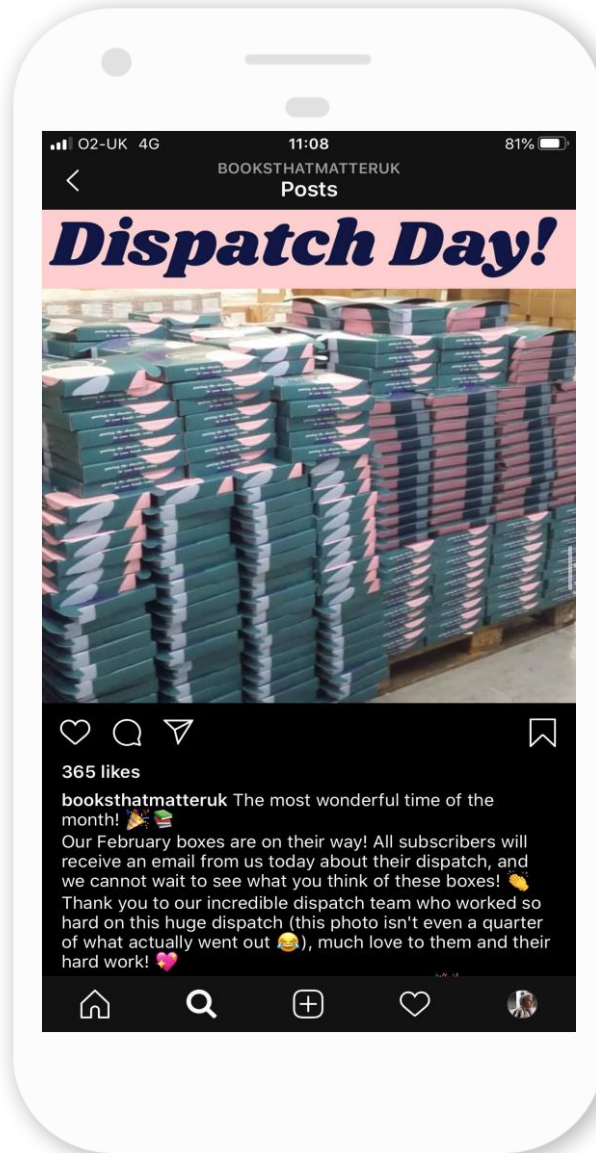 O2-UK 4G 11:08 81%
BOOKSTHATMATTERUK
Posts
Dispatch Day!
365 likes
booksthatmatteruk The most wonderful time of the
month! 🎉📚
Our February boxes are on their way! All subscribers will
receive an email from us today about their dispatch, and
we cannot wait to see what you think of these boxes! 👏
Thank you to our incredible dispatch team who worked so
hard on this huge dispatch (this photo isn't even a quarter
of what actually went out 😂), much love to them and their
hard work! 💖